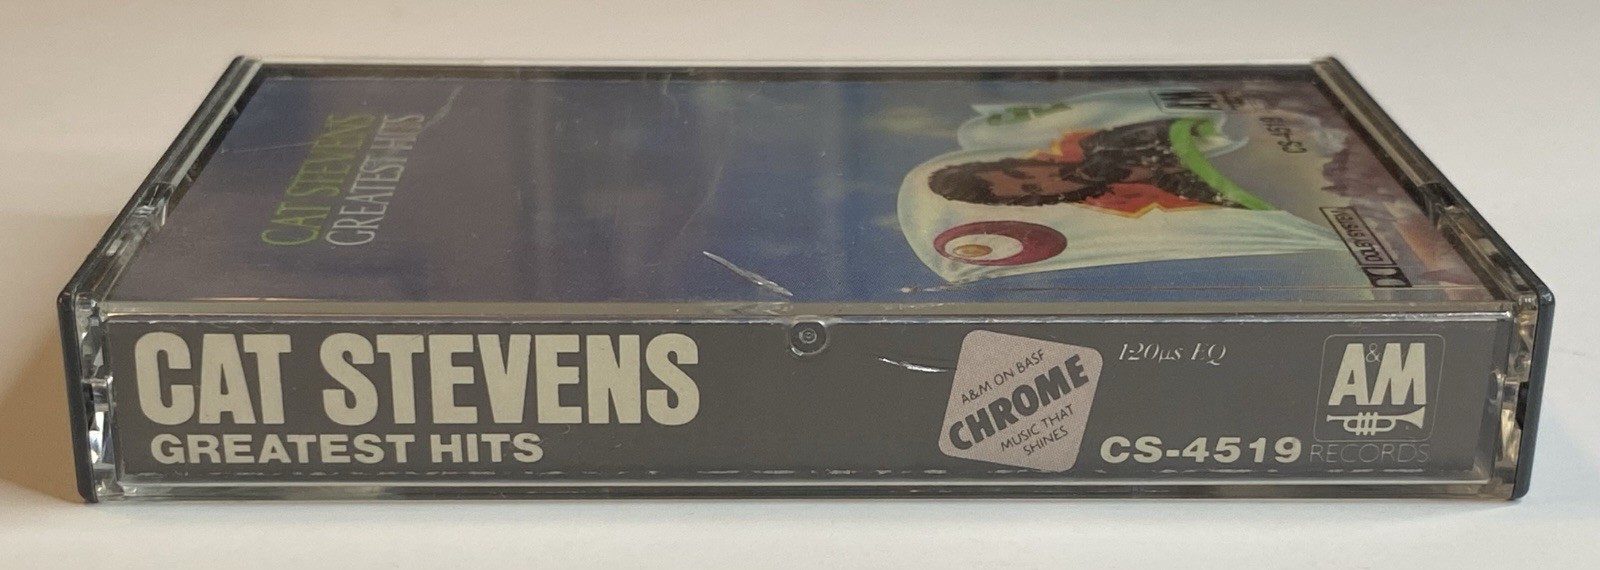 CAT STEVENS
GREATEST HITS
A&M
CS-4519
DOLBY SYSTEM
CAT STEVENS
GREATEST HITS
A&M ON BASF
CHROME
MUSIC THAT
SHINES
120µs EQ
CS-4519
A&M
RECORDS